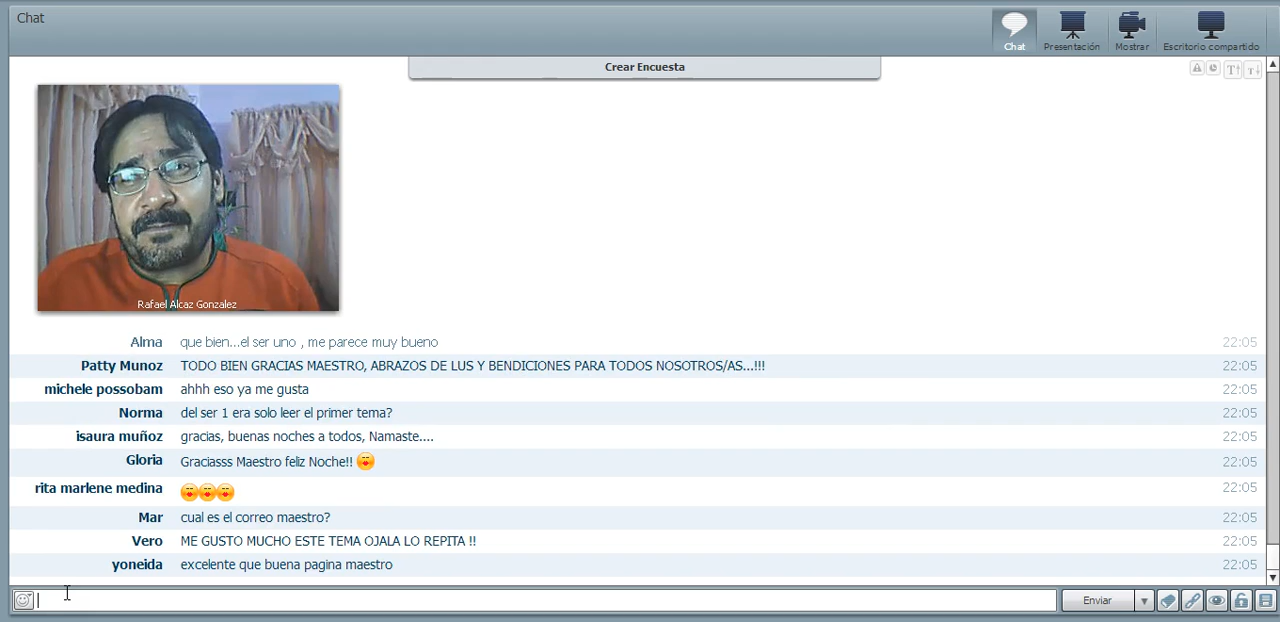 Chat
Chat
Presentación
Mostrar
Escritorio compartido
Crear Encuesta
Rafael Alcaz Gonzalez
Alma que bien...el ser uno , me parece muy bueno 22:05
Patty Munoz TODO BIEN GRACIAS MAESTRO, ABRAZOS DE LUS Y BENDICIONES PARA TODOS NOSOTROS/AS...!!! 22:05
michele possobam ahhh eso ya me gusta 22:05
Norma del ser 1 era solo leer el primer tema? 22:05
isaura muñoz gracias, buenas noches a todos, Namaste.... 22:05
Gloria Graciasss Maestro feliz Noche!! 22:05
rita marlene medina 22:05
Mar cual es el correo maestro? 22:05
Vero ME GUSTO MUCHO ESTE TEMA OJALA LO REPITA !! 22:05
yoneida excelente que buena pagina maestro 22:05
Enviar